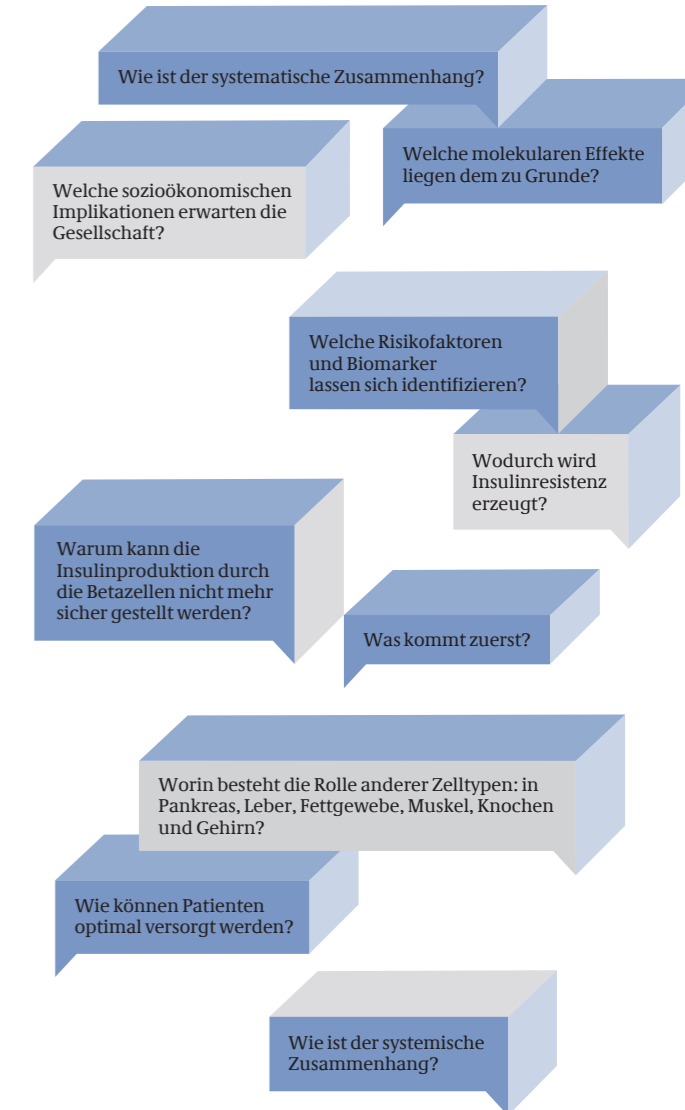 Wie ist der systematische Zusammenhang?
Welche molekularen Effekte
liegen dem zu Grunde?
Welche sozioökonomischen
Implikationen erwarten die
Gesellschaft?
Welche Risikofaktoren
und Biomarker
lassen sich identifizieren?
Wodurch wird
Insulinresistenz
erzeugt?
Warum kann die
Insulinproduktion durch
die Betazellen nicht mehr
sicher gestellt werden?
Was kommt zuerst?
Worin besteht die Rolle anderer Zelltypen: in
Pankreas, Leber, Fettgewebe, Muskel, Knochen
und Gehirn?
Wie können Patienten
optimal versorgt werden?
Wie ist der systemische
Zusammenhang?